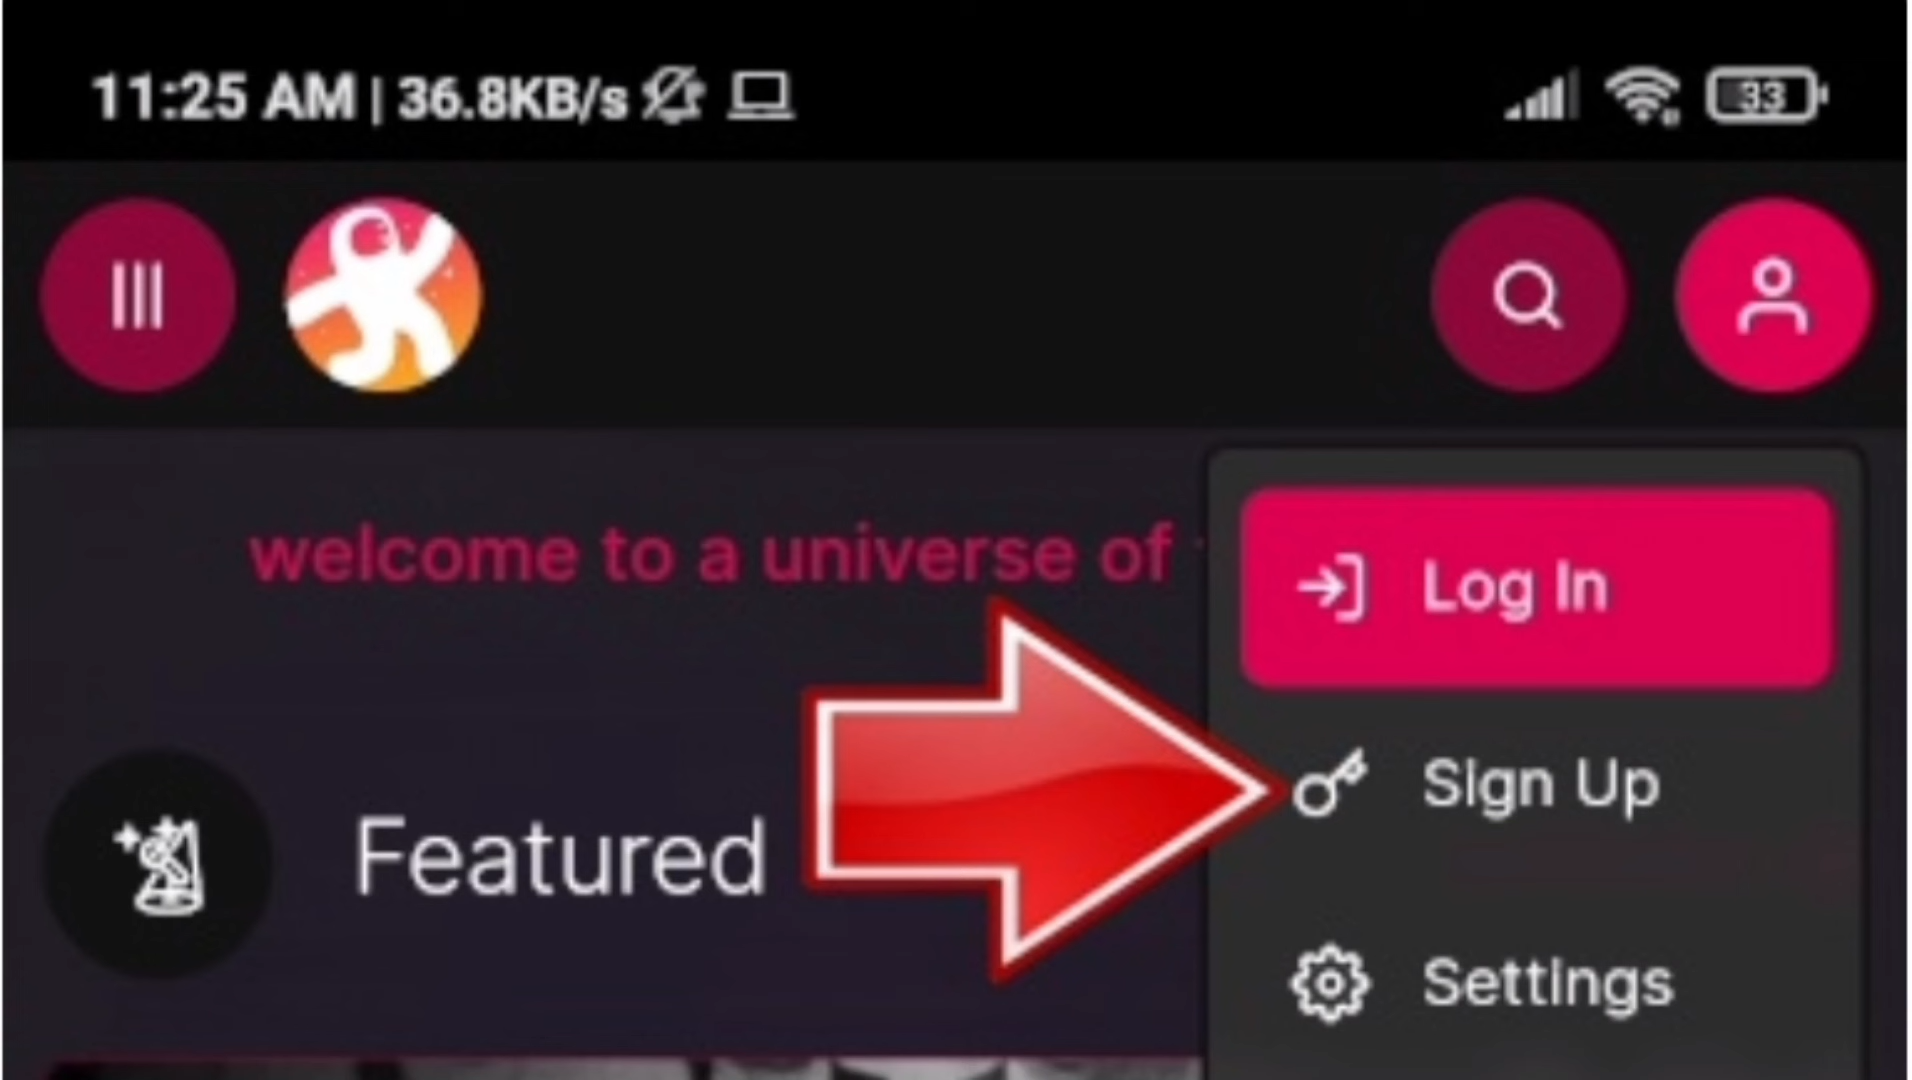 11:25 AM | 36.8KB/s
33
welcome to a universe of
Log In
Sign Up
Featured
Settings